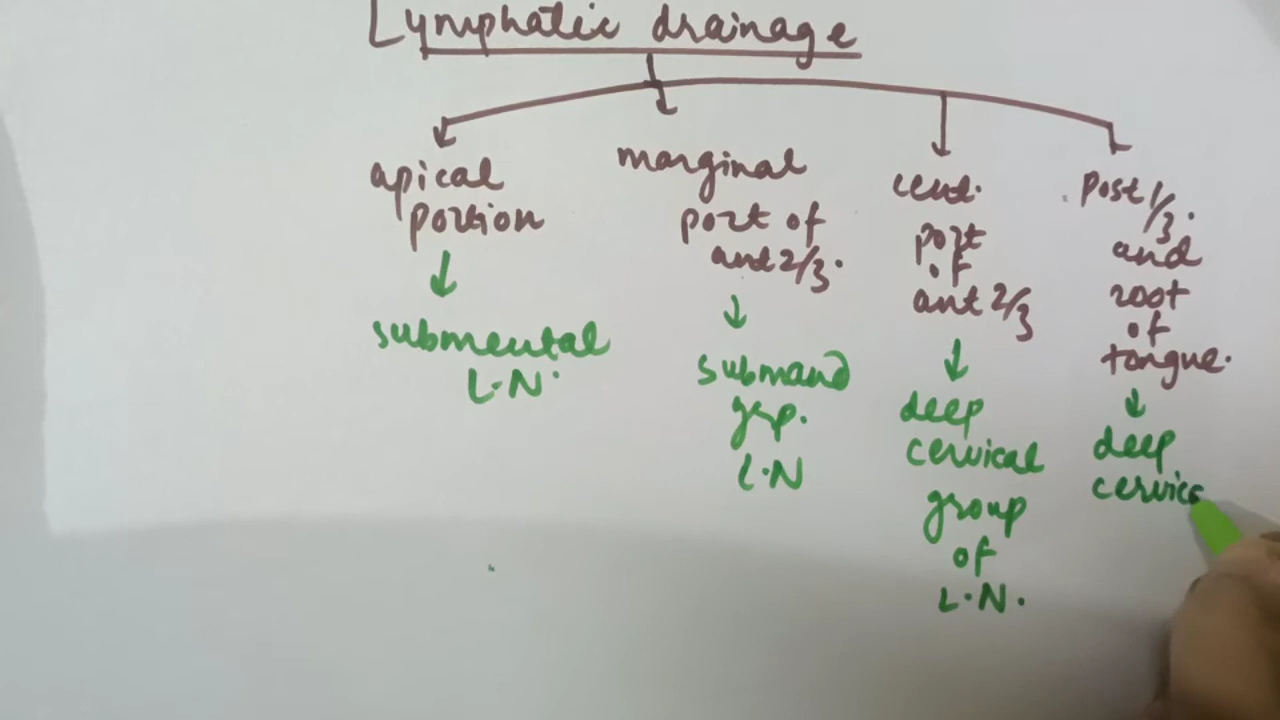 Lymphatic drainage
apical
portion
submental
L.N.
marginal
part of
ant 2/3.
submand
grp.
L.N
cent.
part
of
ant 2/3
deep
cervical
group
of
L.N.
post 1/3.
and
root
of
tongue.
deep
cervica